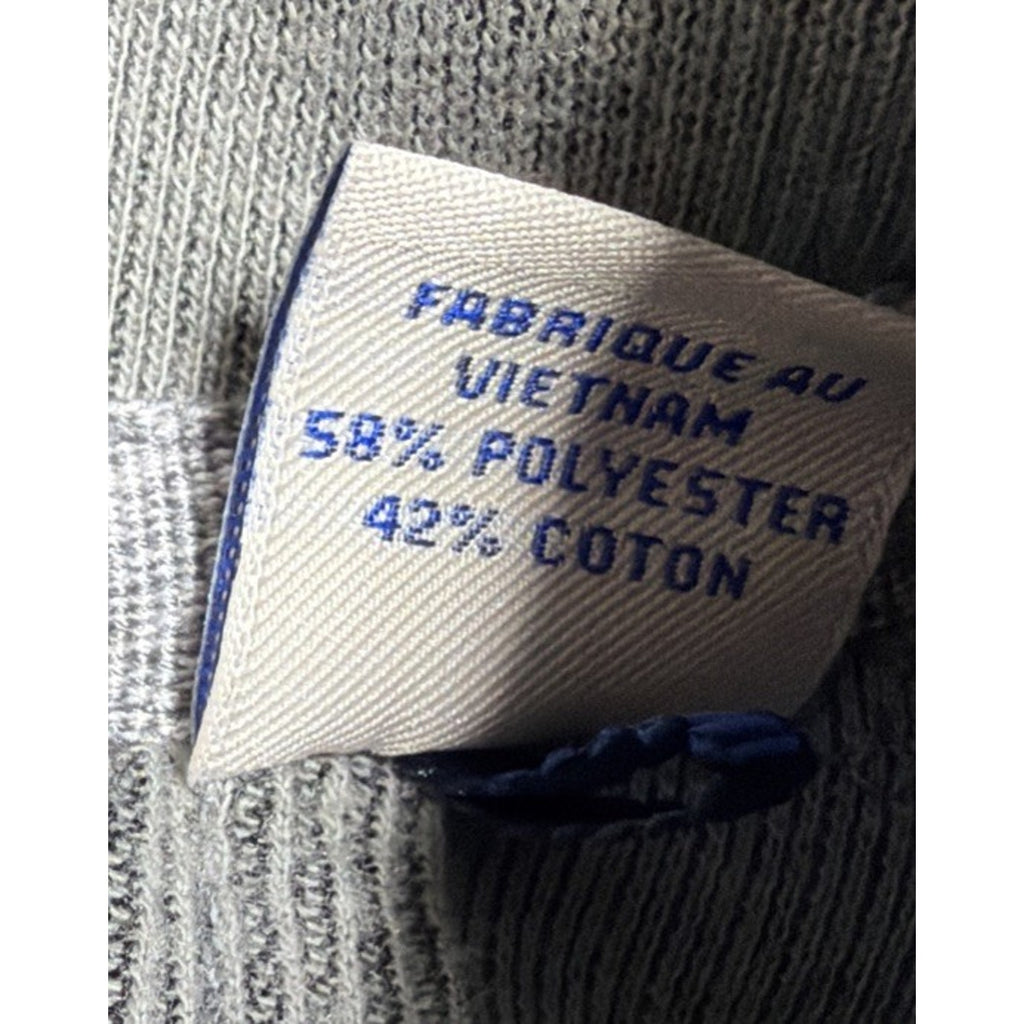 FABRIQUE AU
VIETNAM
58% POLYESTER
42% COTON